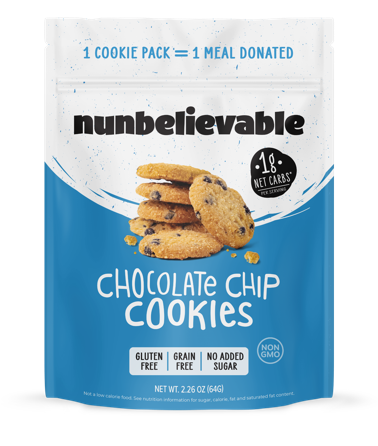 1 COOKIE PACK = 1 MEAL DONATED
nunbelievable
1g
NET CARBS*
PER SERVING
CHOCOLATE CHIP
COOKIES
GLUTEN
FREE
GRAIN
FREE
NO ADDED
SUGAR
NON
GMO
NET WT. 2.26 OZ (64G)
*Not a low calorie food. See nutrition information for sugar, calorie, fat and saturated fat content.